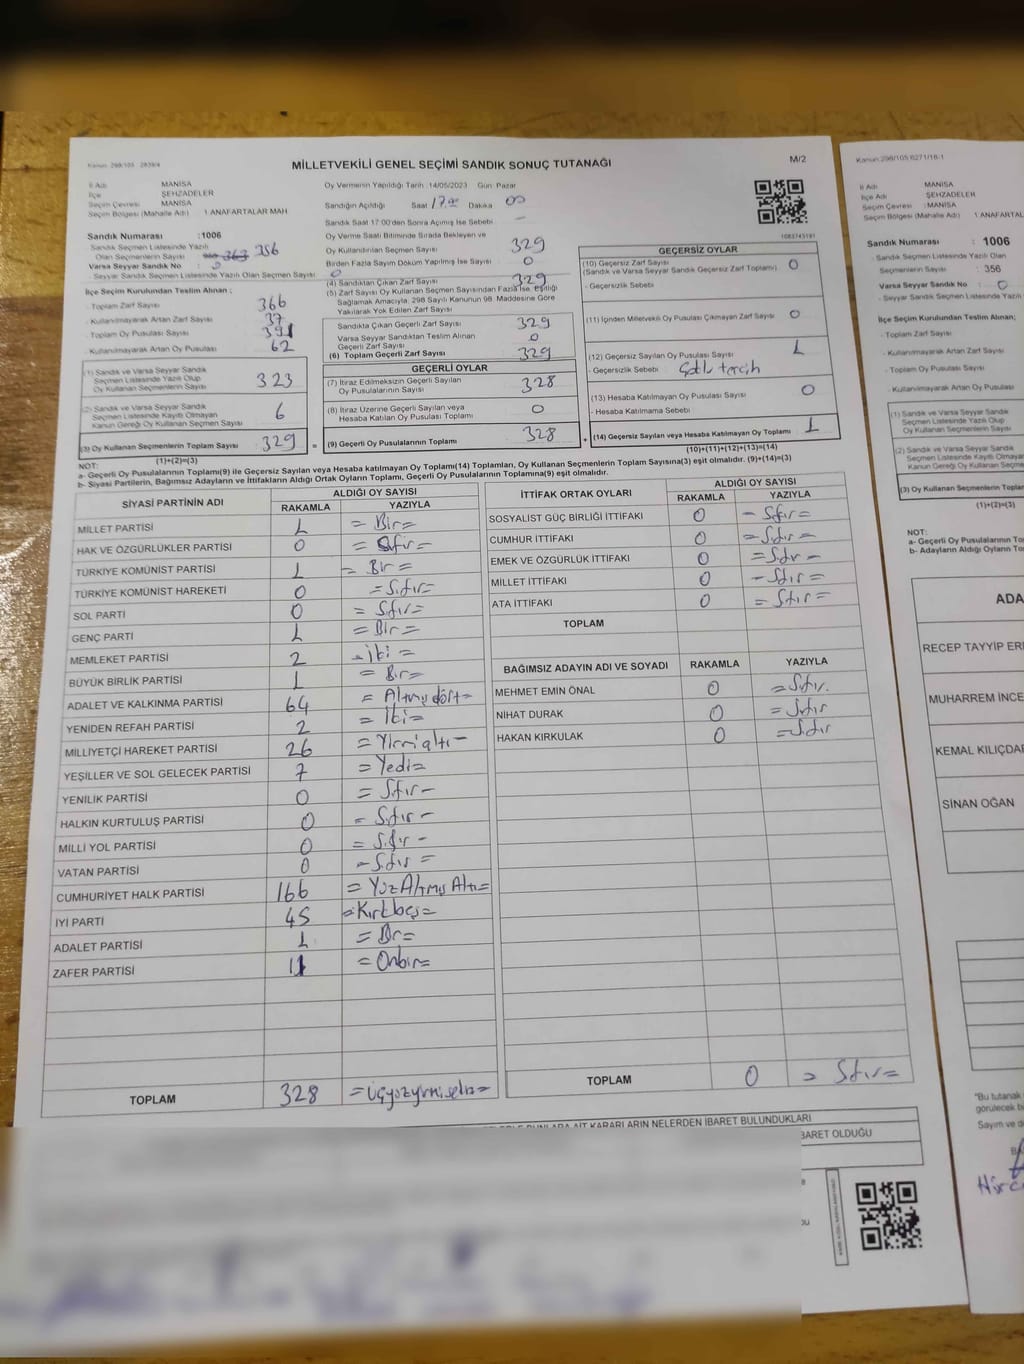 Kanun: 298/105 2839/4
MİLLETVEKİLİ GENEL SEÇİMİ SANDIK SONUÇ TUTANAĞI
M/2
İl Adı MANİSA
İlçe ŞEHZADELER
Seçim Çevresi MANİSA
Seçim Bölgesi (Mahalle Adı) 1 ANAFARTALAR MAH
Oy Vermenin Yapıldığı Tarih :14/05/2023 Gün: Pazar
Sandığın Açıldığı Saat 17.00 Dakika 00
Sandık Saat 17:00'den Sonra Açılmış İse Sebebi —
1083745191
Sandık Numarası :1006
Sandık Seçmen Listesinde Yazılı
Olan Seçmenlerin Sayısı 363 356
Varsa Seyyar Sandık No 0
- Seyyar Sandık Seçmen Listesinde Yazılı Olan Seçmen Sayısı: 0
Oy Verme Saati Bitiminde Sırada Bekleyen ve
Oy Kullandırılan Seçmen Sayısı 329
Birden Fazla Sayım Döküm Yapılmış İse Sayısı 0
(4) Sandıktan Çıkan Zarf Sayısı 329
(5) Zarf Sayısı Oy Kullanan Seçmen Sayısından Fazla İse Eşitliği
Sağlamak Amacıyla, 298 Sayılı Kanunun 98. Maddesine Göre
Yakılarak Yok Edilen Zarf Sayısı
İlçe Seçim Kurulundan Teslim Alınan ;
- Toplam Zarf Sayısı 366
- Kullanılmayarak Artan Zarf Sayısı 37
- Toplam Oy Pusulası Sayısı 391
- Kullanılmayarak Artan Oy Pusulası 62
Sandıkta Çıkan Geçerli Zarf Sayısı 329
Varsa Seyyar Sandıktan Teslim Alınan
Geçerli Zarf Sayısı 0
(6) Toplam Geçerli Zarf Sayısı 329
(1) Sandık ve Varsa Seyyar Sandık
Seçmen Listesinde Yazılı Olup
Oy Kullanan Seçmenlerin Sayısı 323
(2) Sandık ve Varsa Seyyar Sandık
Seçmen Listesinde Kayıtlı Olmayan
Kanun Gereği Oy Kullanan Seçmen Sayısı 6
(3) Oy Kullanan Seçmenlerin Toplam Sayısı 329
(1)+(2)=(3)
GEÇERLİ OYLAR
(7) İtiraz Edilmeksizin Geçerli Sayılan
Oy Pusulalarının Sayısı 328
(8) İtiraz Üzerine Geçerli Sayılan veya
Hesaba Katılan Oy Pusulası Toplamı 0
= (9) Geçerli Oy Pusulalarının Toplamı 328
GEÇERSİZ OYLAR
(10) Geçersiz Zarf Sayısı
(Sandık ve Varsa Seyyar Sandık Geçersiz Zarf Toplamı) 0
- Geçersizlik Sebebi
(11) İçinden Milletvekili Oy Pusulası Çıkmayan Zarf Sayısı 0
(12) Geçersiz Sayılan Oy Pusulası Sayısı 1
- Geçersizlik Sebebi
(13) Hesaba Katılmayan Oy Pusulası Sayısı 0
- Hesaba Katılmama Sebebi
+ (14) Geçersiz Sayılan veya Hesaba Katılmayan Oy Toplamı 1
(10)+(11)+(12)+(13)=(14)
NOT:
a- Geçerli Oy Pusulalarının Toplamı(9) ile Geçersiz Sayılan veya Hesaba katılmayan Oy Toplamı(14) Toplamları, Oy Kullanan Seçmenlerin Toplam Sayısına(3) eşit olmalıdır. (9)+(14)=(3)
b- Siyasi Partilerin, Bağımsız Adayların ve İttifakların Aldığı Ortak Oyların Toplamı, Geçerli Oy Pusulalarının Toplamına(9) eşit olmalıdır.
SİYASİ PARTİNİN ADI ALDIĞI OY SAYISI
RAKAMLA YAZIYLA
MİLLET PARTİSİ 1 = Bir =
HAK VE ÖZGÜRLÜKLER PARTİSİ 0 = Sıfır =
TÜRKİYE KOMÜNİST PARTİSİ 1 = Bir =
TÜRKİYE KOMÜNİST HAREKETİ 0 = Sıfır =
SOL PARTİ 0 = Sıfır =
GENÇ PARTİ 1 = Bir =
MEMLEKET PARTİSİ 2 = İki =
BÜYÜK BİRLİK PARTİSİ 1 = Bir =
ADALET VE KALKINMA PARTİSİ 64 = Altmışdört =
YENİDEN REFAH PARTİSİ 2 = İki =
MİLLİYETÇİ HAREKET PARTİSİ 26 = Yirmialtı =
YEŞİLLER VE SOL GELECEK PARTİSİ 7 = Yedi =
YENİLİK PARTİSİ 0 = Sıfır =
HALKIN KURTULUŞ PARTİSİ 0 = Sıfır =
MİLLİ YOL PARTİSİ 0 = Sıfır =
VATAN PARTİSİ 0 = Sıfır =
CUMHURİYET HALK PARTİSİ 166 = Yüz Altmış Altı =
İYİ PARTİ 45 = Kırkbeş =
ADALET PARTİSİ 1 = Bir =
ZAFER PARTİSİ 11 = Onbir =
TOPLAM 328 = Üçyüzyirmisekiz =
İTTİFAK ORTAK OYLARI ALDIĞI OY SAYISI
RAKAMLA YAZIYLA
SOSYALİST GÜÇ BİRLİĞİ İTTİFAKI 0 = Sıfır =
CUMHUR İTTİFAKI 0 = Sıfır =
EMEK VE ÖZGÜRLÜK İTTİFAKI 0 = Sıfır =
MİLLET İTTİFAKI 0 = Sıfır =
ATA İTTİFAKI 0 = Sıfır =
TOPLAM
BAĞIMSIZ ADAYIN ADI VE SOYADI RAKAMLA YAZIYLA
MEHMET EMİN ÖNAL 0 = Sıfır.
NİHAT DURAK 0 = Sıfır
HAKAN KIRKULAK 0 = Sıfır
TOPLAM 0 = Sıfır =
KARARLARIN NELERDEN İBARET BULUNDUKLARI
BARET OLDUĞU
Kanun:298/105 6271/18-1
İl Adı MANİSA
İlçe ŞEHZADELER
Seçim Çevresi :MANİSA
Seçim Bölgesi (Mahalle Adı) 1 ANAFARTAL
Sandık Numarası : 1006
- Sandık Seçmen Listesinde Yazılı Olan
Seçmenlerin Sayısı : 356
Varsa Seyyar Sandık No : 0
- Seyyar Sandık Seçmen Listesinde Yazılı
İlçe Seçim Kurulundan Teslim Alınan;
- Toplam Zarf Sayısı
- Kullanılmayarak Artan Zarf Sayısı
- Toplam Oy Pusulası Sayısı
- Kullanılmayarak Artan Oy Pusulası
(1) Sandık ve Varsa Seyyar Sandık
Seçmen Listesinde Yazılı Olup
Oy Kullanan Seçmenlerin Sayısı
(2) Sandık ve Varsa Seyyar Sandık
Seçmen Listesinde Kayıtlı Olmayan
Kanun Gereği Oy Kullanan Seçme
(3) Oy Kullanan Seçmenlerin Toplam
(1)+(2)=(3)
NOT:
a- Geçerli Oy Pusulalarının To
b- Adayların Aldığı Oyların To
ADA
RECEP TAYYİP ER
MUHARREM İNCE
KEMAL KILIÇDAR
SİNAN OĞAN
"Bu tutanak
görülecek b
Sayım ve d